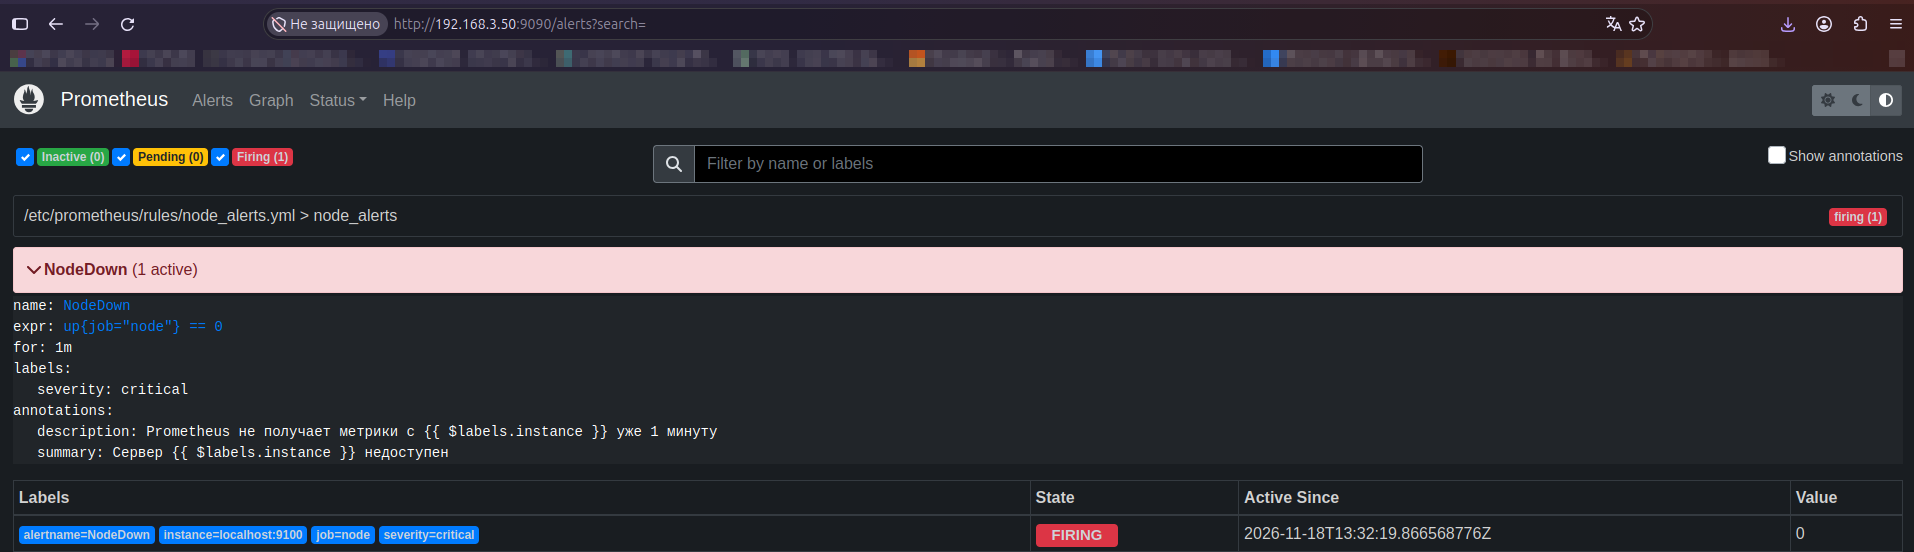 Не защищено http://192.168.3.50:9090/alerts?search=
Prometheus Alerts Graph Status Help
Inactive (0) Pending (0) Firing (1)
Filter by name or labels
Show annotations
/etc/prometheus/rules/node_alerts.yml > node_alerts
firing (1)
NodeDown (1 active)
name: NodeDown
expr: up{job="node"} == 0
for: 1m
labels:
severity: critical
annotations:
description: Prometheus не получает метрики с {{ $labels.instance }} уже 1 минуту
summary: Сервер {{ $labels.instance }} недоступен
Labels State Active Since Value
alertname=NodeDown instance=localhost:9100 job=node severity=critical FIRING 2026-11-18T13:32:19.866568776Z 0